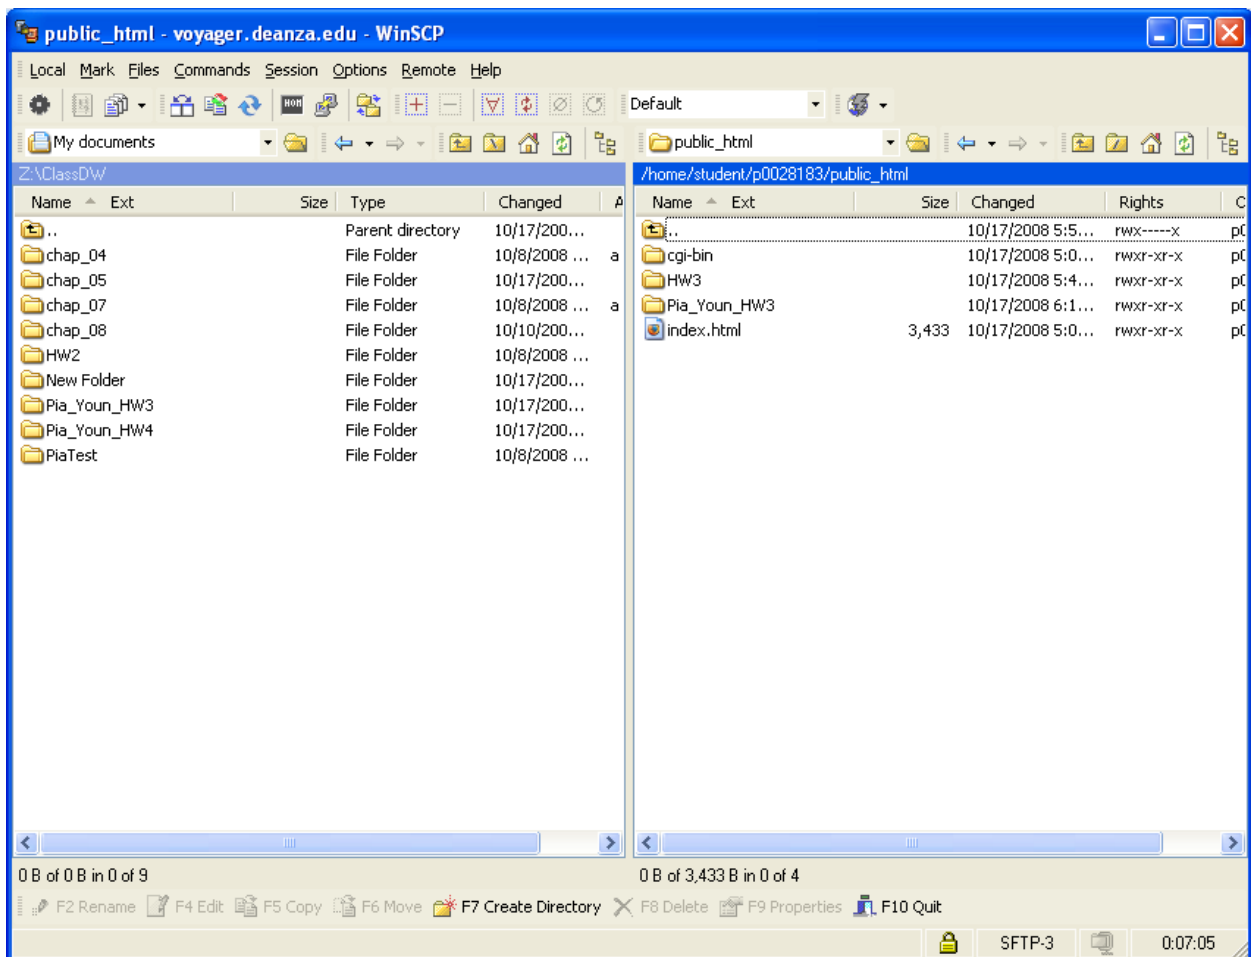 public_html - voyager.deanza.edu - WinSCP
Local Mark Files Commands Session Options Remote Help
Default
My documents
Z:\ClassDW
Name Ext Size Type Changed A
.. Parent directory 10/17/200...
chap_04 File Folder 10/8/2008 ... a
chap_05 File Folder 10/17/200...
chap_07 File Folder 10/8/2008 ... a
chap_08 File Folder 10/10/200...
HW2 File Folder 10/8/2008 ...
New Folder File Folder 10/17/200...
Pia_Youn_HW3 File Folder 10/17/200...
Pia_Youn_HW4 File Folder 10/17/200...
PiaTest File Folder 10/8/2008 ...
0 B of 0 B in 0 of 9
public_html
/home/student/p0028183/public_html
Name Ext Size Changed Rights
.. 10/17/2008 5:5... rwx-----x p0
cgi-bin 10/17/2008 5:0... rwxr-xr-x p0
HW3 10/17/2008 5:4... rwxr-xr-x p0
Pia_Youn_HW3 10/17/2008 6:1... rwxr-xr-x p0
index.html 3,433 10/17/2008 5:0... rwxr-xr-x p0
0 B of 3,433 B in 0 of 4
F2 Rename F4 Edit F5 Copy F6 Move F7 Create Directory F8 Delete F9 Properties F10 Quit
SFTP-3 0:07:05